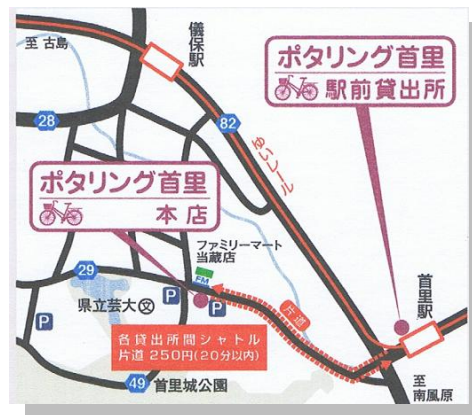 至 古島
儀保駅
ポタリング首里
駅前貸出所
28
82
ゆいレール
ポタリング首里
本店
ファミリーマート
当蔵店
FM
29
県立芸大 文
P
P
P
首里駅
片道
各貸出所間シャトル
片道 250円(20分以内)
49 首里城公園
至
南風原